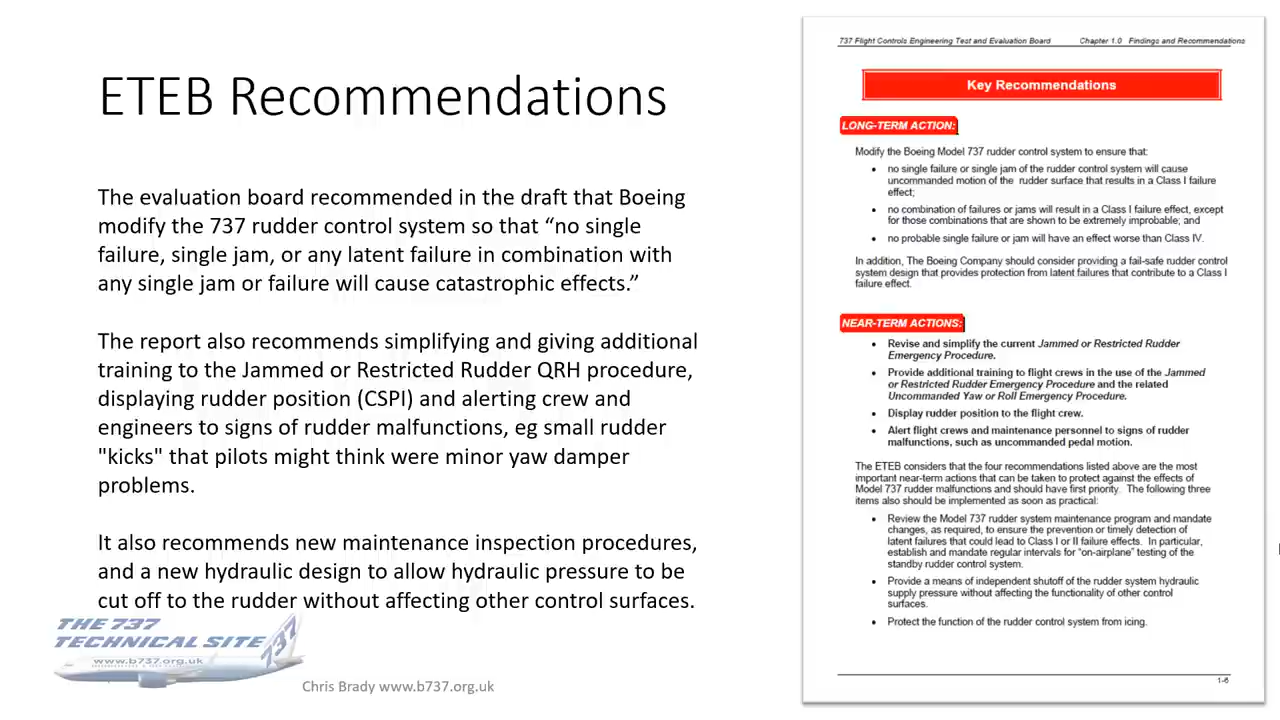 ETEB Recommendations
The evaluation board recommended in the draft that Boeing
modify the 737 rudder control system so that “no single
failure, single jam, or any latent failure in combination with
any single jam or failure will cause catastrophic effects.”
The report also recommends simplifying and giving additional
training to the Jammed or Restricted Rudder QRH procedure,
displaying rudder position (CSPI) and alerting crew and
engineers to signs of rudder malfunctions, eg small rudder
"kicks" that pilots might think were minor yaw damper
problems.
It also recommends new maintenance inspection procedures,
and a new hydraulic design to allow hydraulic pressure to be
cut off to the rudder without affecting other control surfaces.
THE 737
TECHNICAL SITE
www.b737.org.uk
737
Chris Brady www.b737.org.uk
737 Flight Controls Engineering Test and Evaluation Board Chapter 1.0 Findings and Recommendations
Key Recommendations
LONG-TERM ACTION:
Modify the Boeing Model 737 rudder control system to ensure that:
• no single failure or single jam of the rudder control system will cause
uncommanded motion of the rudder surface that results in a Class I failure
effect;
• no combination of failures or jams will result in a Class I failure effect, except
for those combinations that are shown to be extremely improbable; and
• no probable single failure or jam will have an effect worse than Class IV.
In addition, The Boeing Company should consider providing a fail-safe rudder control
system design that provides protection from latent failures that contribute to a Class I
failure effect.
NEAR-TERM ACTIONS:
• Revise and simplify the current Jammed or Restricted Rudder
Emergency Procedure.
• Provide additional training to flight crews in the use of the Jammed
or Restricted Rudder Emergency Procedure and the related
Uncommanded Yaw or Roll Emergency Procedure.
• Display rudder position to the flight crew.
• Alert flight crews and maintenance personnel to signs of rudder
malfunctions, such as uncommanded pedal motion.
The ETEB considers that the four recommendations listed above are the most
important near-term actions that can be taken to protect against the effects of
Model 737 rudder malfunctions and should have first priority. The following three
items also should be implemented as soon as practical:
• Review the Model 737 rudder system maintenance program and mandate
changes, as required, to ensure the prevention or timely detection of
latent failures that could lead to Class I or II failure effects. In particular,
establish and mandate regular intervals for “on-airplane” testing of the
standby rudder control system.
• Provide a means of independent shutoff of the rudder system hydraulic
supply pressure without affecting the functionality of other control
surfaces.
• Protect the function of the rudder control system from icing.
1-6